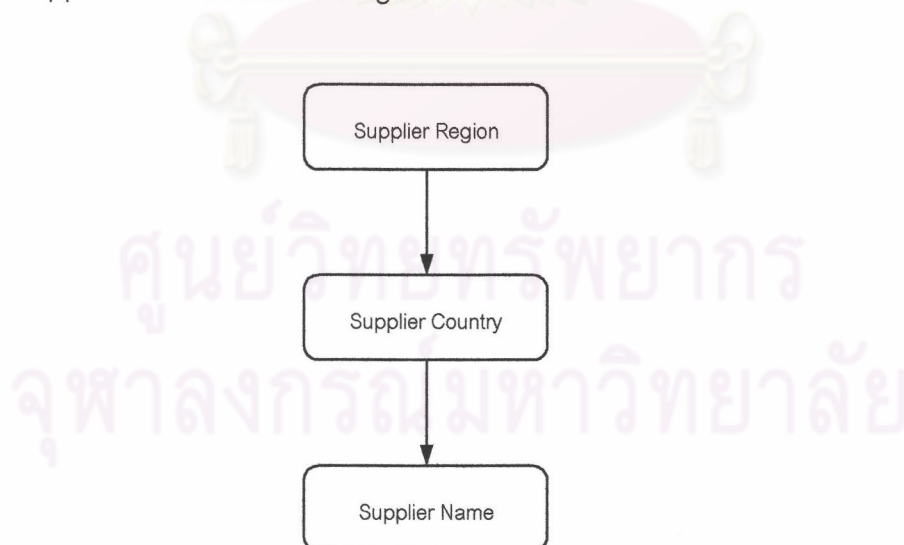 Supplier Region
ศูนย์วิทยทรัพยากร
Supplier Country
จุฬาลงกรณ์มหาวิทยาลัย
Supplier Name